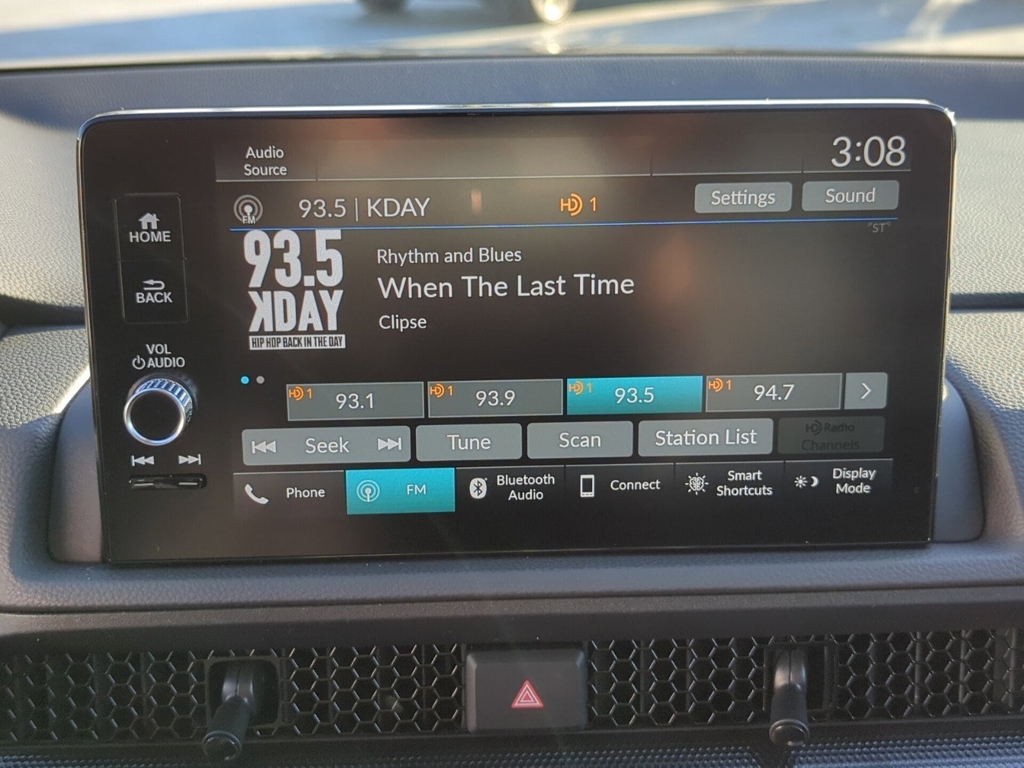 Audio
Source
3:08
FM
93.5 | KDAY
HD 1
Settings
Sound
"ST"
93.5
KDAY
HIP HOP BACK IN THE DAY
Rhythm and Blues
When The Last Time
Clipse
HOME
BACK
VOL
AUDIO
HD 1 93.1
HD 1 93.9
HD 1 93.5
HD 1 94.7
Seek
Tune
Scan
Station List
HD Radio
Channels
Phone
FM
Bluetooth
Audio
Connect
Smart
Shortcuts
Display
Mode